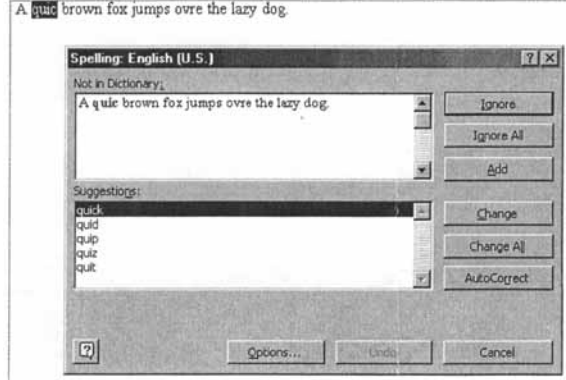 A quic brown fox jumps ovre the lazy dog.
Spelling: English (U.S.)
Not in Dictionary:
A quic brown fox jumps ovre the lazy dog.
Ignore
Ignore All
Add
Suggestions:
quick
quid
quip
quiz
quit
Change
Change All
AutoCorrect
Options...
Undo
Cancel